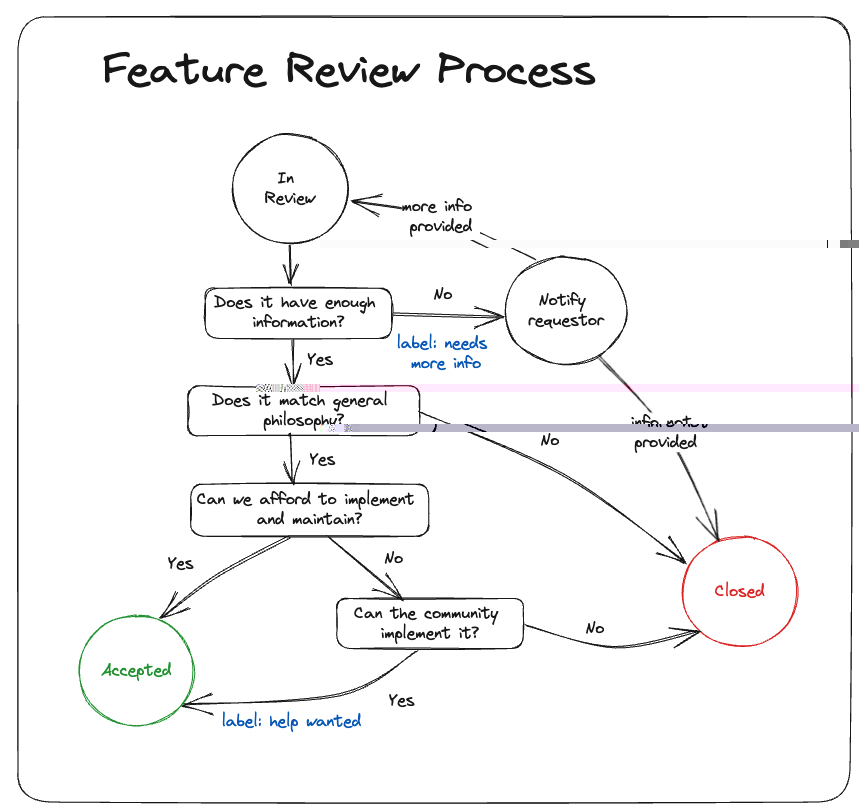 Feature Review Process
In
Review
more info
provided
Does it have enough
information?
No
Notify
requestor
label: needs
more info
Yes
Does it match general
philosophy?
No
provided
Yes
Can we afford to implement
and maintain?
Yes
No
Closed
Can the community
implement it?
No
Accepted
Yes
label: help wanted